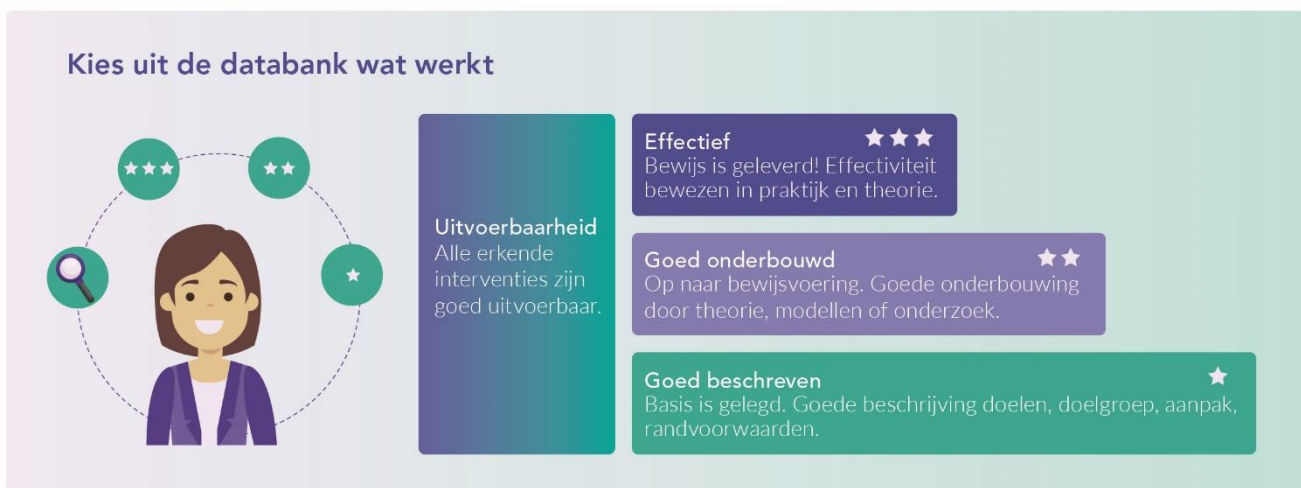 Kies uit de databank wat werkt
Uitvoerbaarheid
Alle erkende
interventies zijn
goed uitvoerbaar.
Effectief
Bewijs is geleverd! Effectiviteit
bewezen in praktijk en theorie.
Goed onderbouwd
Op naar bewijsvoering. Goede onderbouwing
door theorie, modellen of onderzoek.
Goed beschreven
Basis is gelegd. Goede beschrijving doelen, doelgroep, aanpak,
randvoorwaarden.